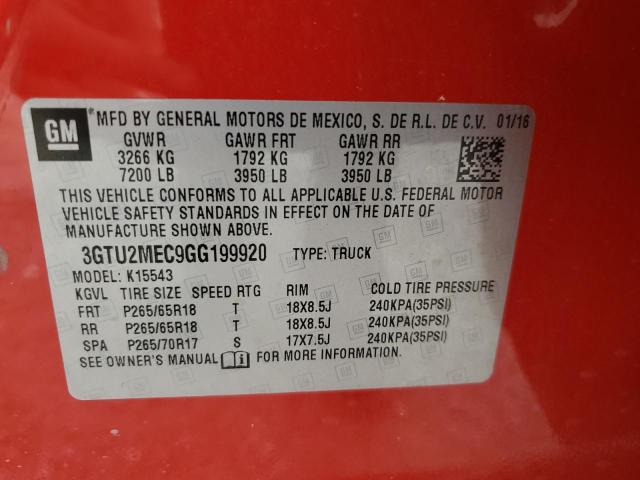 GM
*MFD BY GENERAL MOTORS DE MEXICO, S. DE R.L. DE C.V. 01/16
GVWR GAWR FRT GAWR RR
3266 KG 1792 KG 1792 KG
7200 LB 3950 LB 3950 LB
THIS VEHICLE CONFORMS TO ALL APPLICABLE U.S. FEDERAL MOTOR
VEHICLE SAFETY STANDARDS IN EFFECT ON THE DATE OF
MANUFACTURE SHOWN ABOVE.
3GTU2MEC9GG199920 TYPE: TRUCK
MODEL: K15543
KGVL TIRE SIZE SPEED RTG RIM COLD TIRE PRESSURE
FRT P265/65R18 T 18X8.5J 240KPA(35PSI)
RR P265/65R18 T 18X8.5J 240KPA(35PSI)
SPA P265/70R17 S 17X7.5J 240KPA(35PSI)
SEE OWNER'S MANUAL FOR MORE INFORMATION.